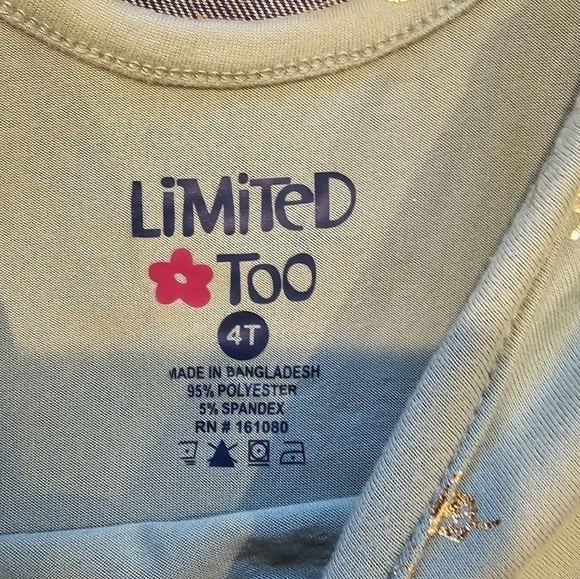 LiMiTeD
Too
4T
MADE IN BANGLADESH
95% POLYESTER
5% SPANDEX
RN # 161080